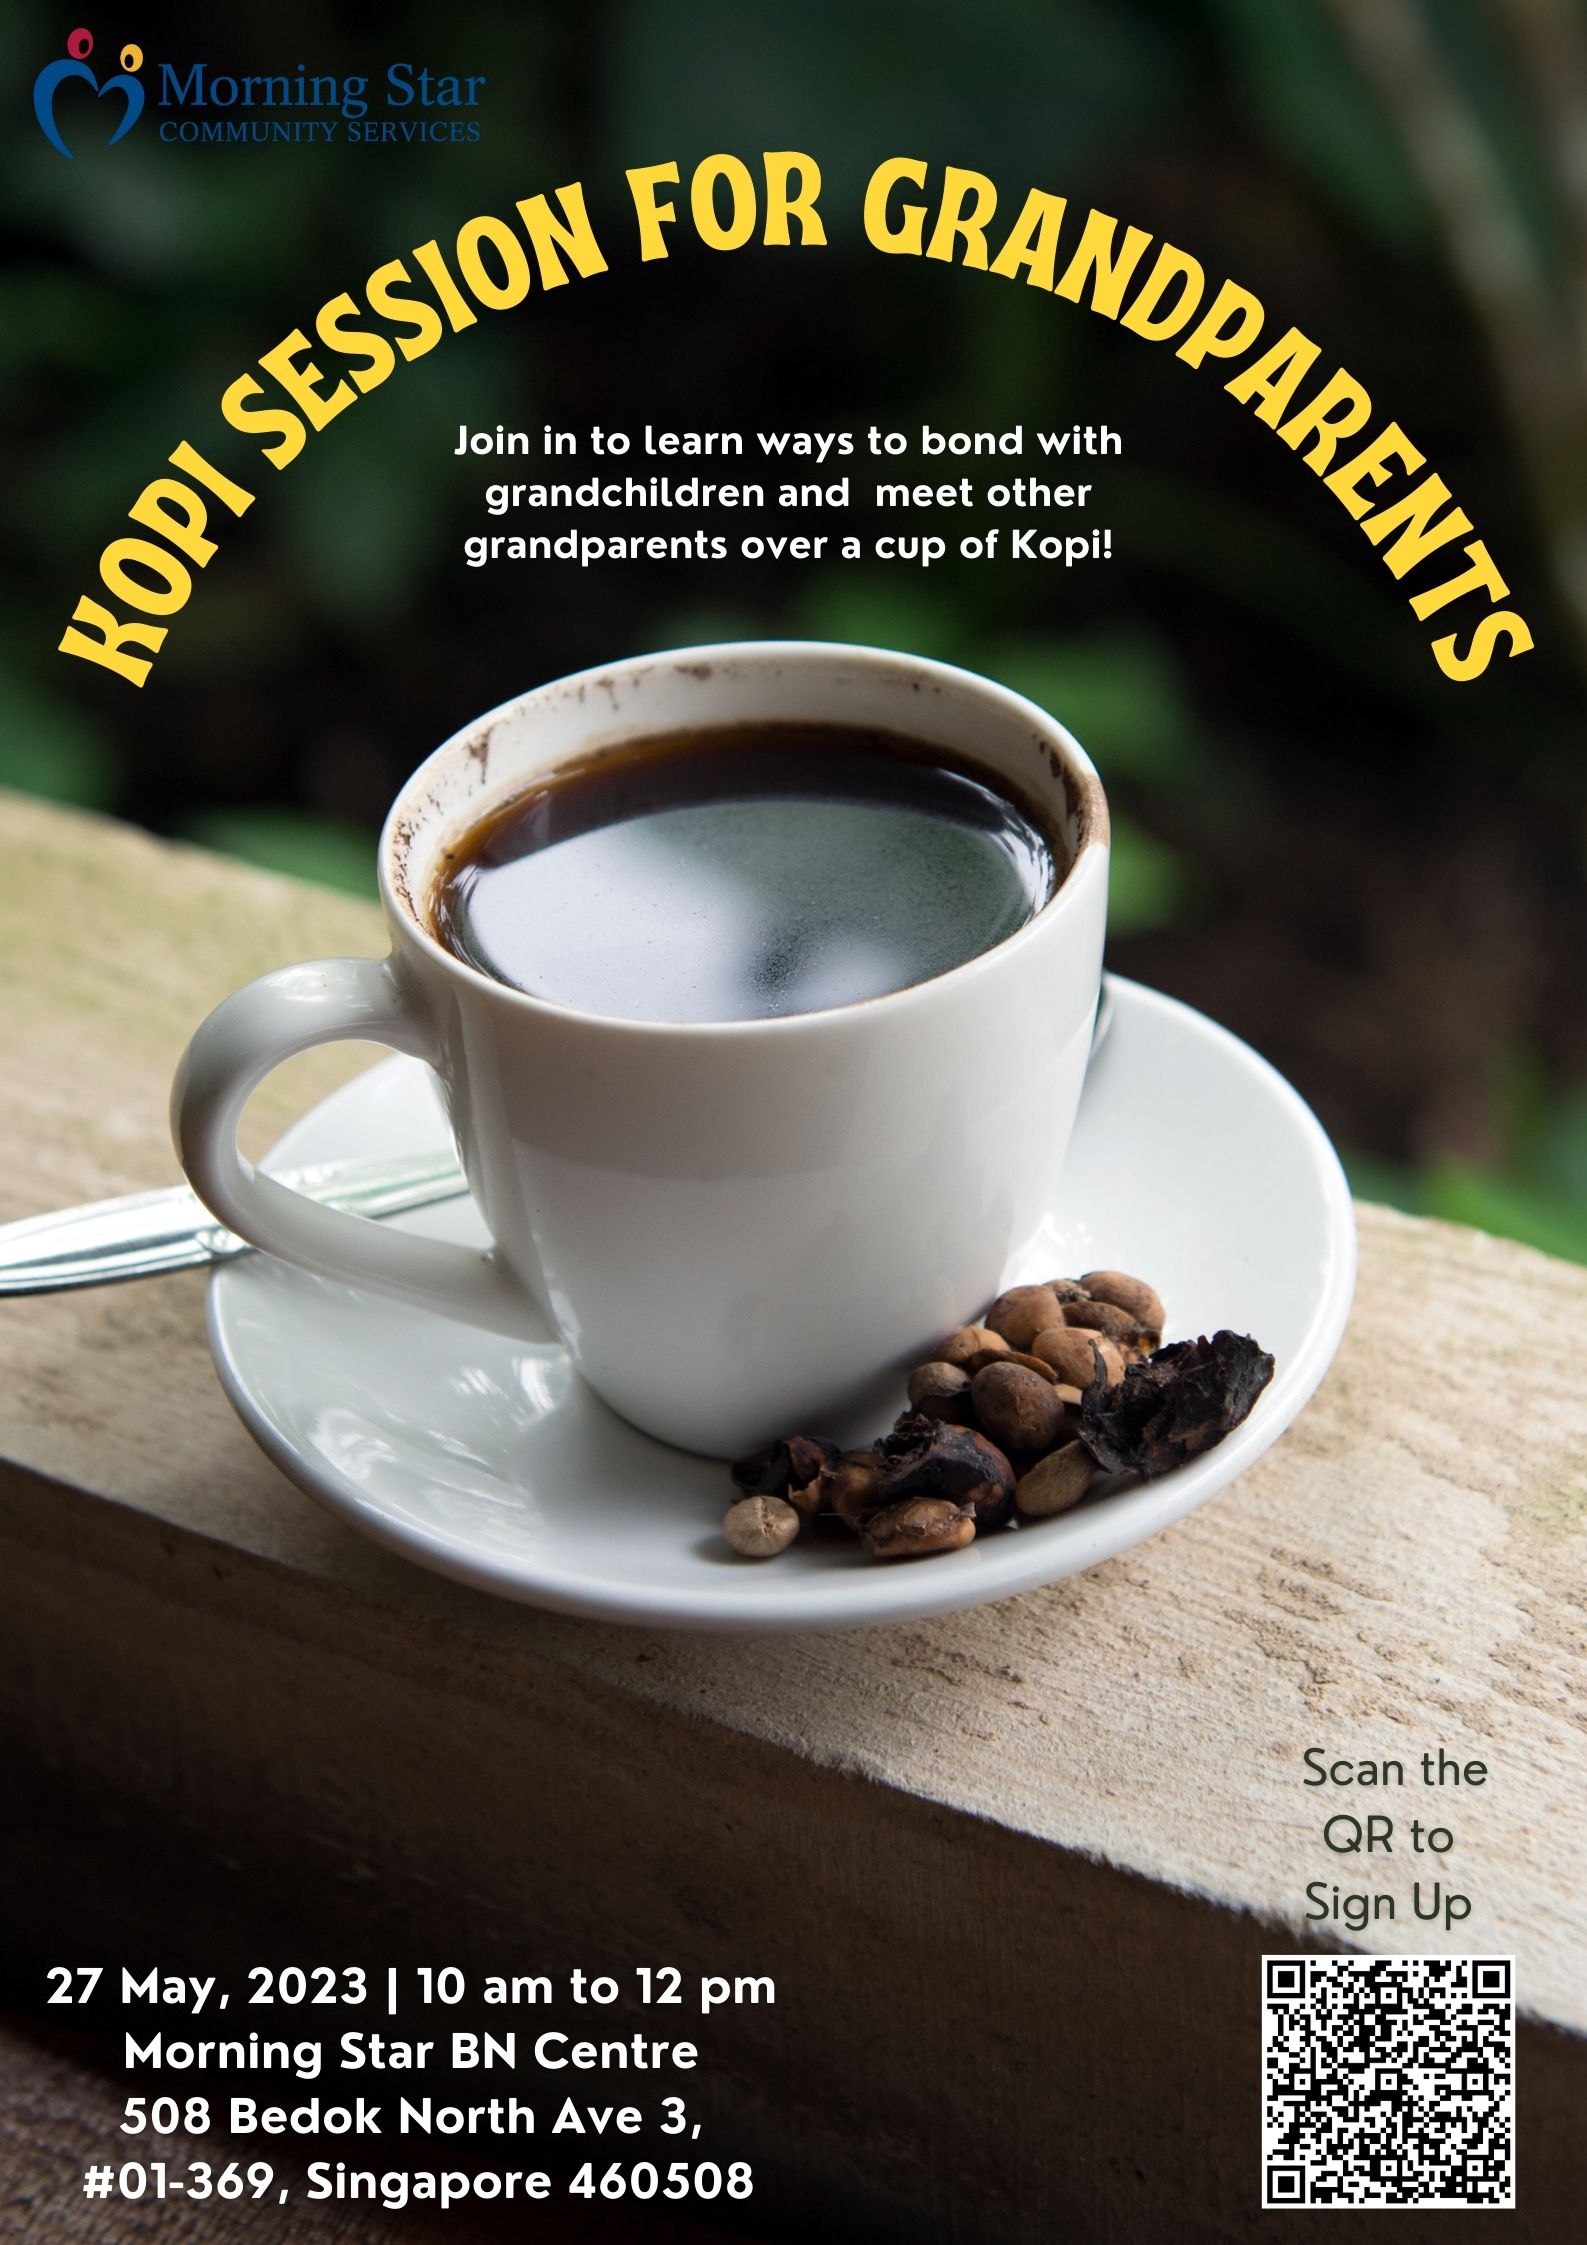 Morning Star
COMMUNITY SERVICES
KOPI SESSION FOR GRANDPARENTS
Join in to learn ways to bond with
grandchildren and  meet other
grandparents over a cup of Kopi!
Scan the
QR to
Sign Up
27 May, 2023 | 10 am to 12 pm
Morning Star BN Centre
508 Bedok North Ave 3,
#01-369, Singapore 460508